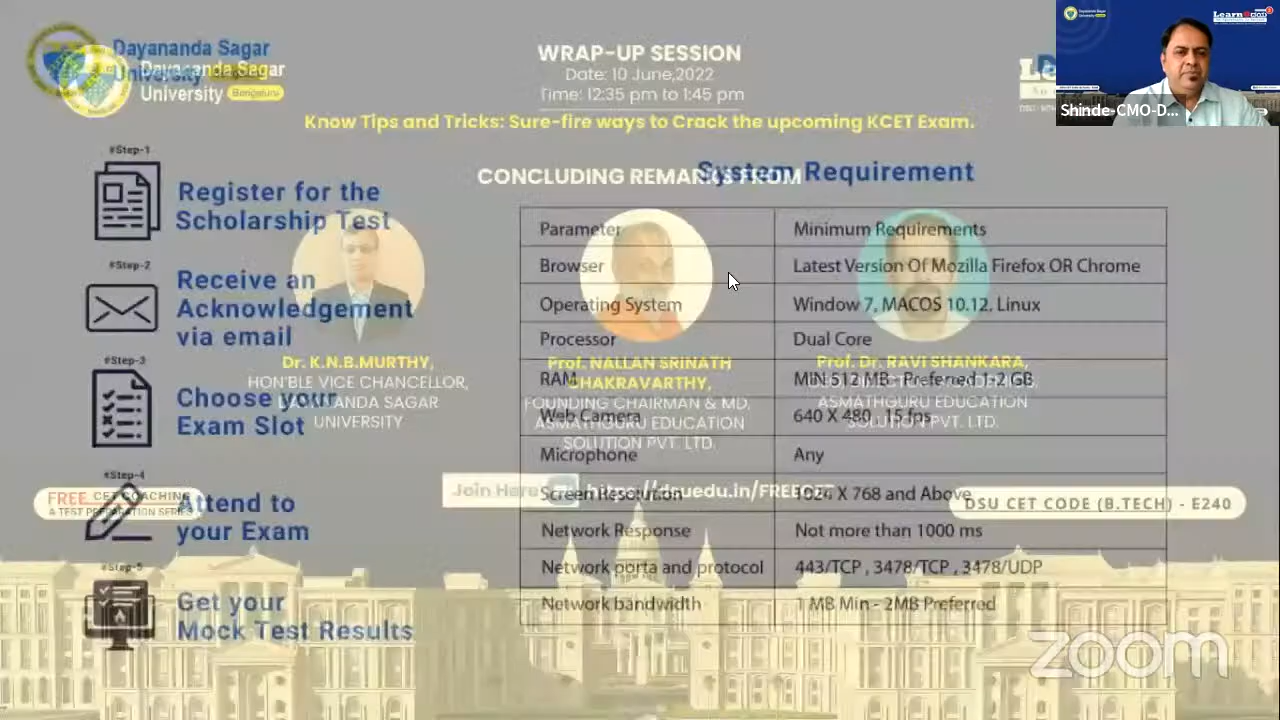 Dayananda Sagar
University
Dayananda Sagar
University Bengaluru
WRAP-UP SESSION
Date: 10 June,2022
Time: 12:35 pm to 1:45 pm
Know Tips and Tricks: Sure-fire ways to Crack the upcoming KCET Exam.
Dayananda Sagar
University
Shinde-CMO-D...
CONCLUDING REMARKS FROM
System Requirement
#Step-1
Register for the
Scholarship Test
#Step-2
Receive an
Acknowledgement
via email
#Step-3
Choose your
Exam Slot
#Step-4
Attend to
your Exam
#Step-5
Get your
Mock Test Results
Parameter Minimum Requirements
Browser Latest Version Of Mozilla Firefox OR Chrome
Operating System Window 7, MACOS 10.12, Linux
Processor Dual Core
RAM MIN 512 MB - Preferred 1-2 GB
Web Camera 640 X 480 , 15 fps
Microphone Any
Screen Resolution 1024 X 768 and Above
Network Response Not more than 1000 ms
Network porta and protocol 443/TCP , 3478/TCP , 3478/UDP
Network bandwidth 1 MB Min - 2MB Preferred
Dr. K.N.B.MURTHY,
HON'BLE VICE CHANCELLOR,
DAYANANDA SAGAR
UNIVERSITY
Prof. NALLAN SRINATH
CHAKRAVARTHY,
FOUNDING CHAIRMAN & MD,
ASMATHGURU EDUCATION
SOLUTION PVT. LTD.
Prof. Dr. RAVI SHANKARA,
ASMATHGURU EDUCATION
SOLUTION PVT. LTD.
FREE CET COACHING
& TEST PREPARATION SERIES
Join Here https://dsuedu.in/FREECET
DSU CET CODE (B.TECH) - E240
zoom